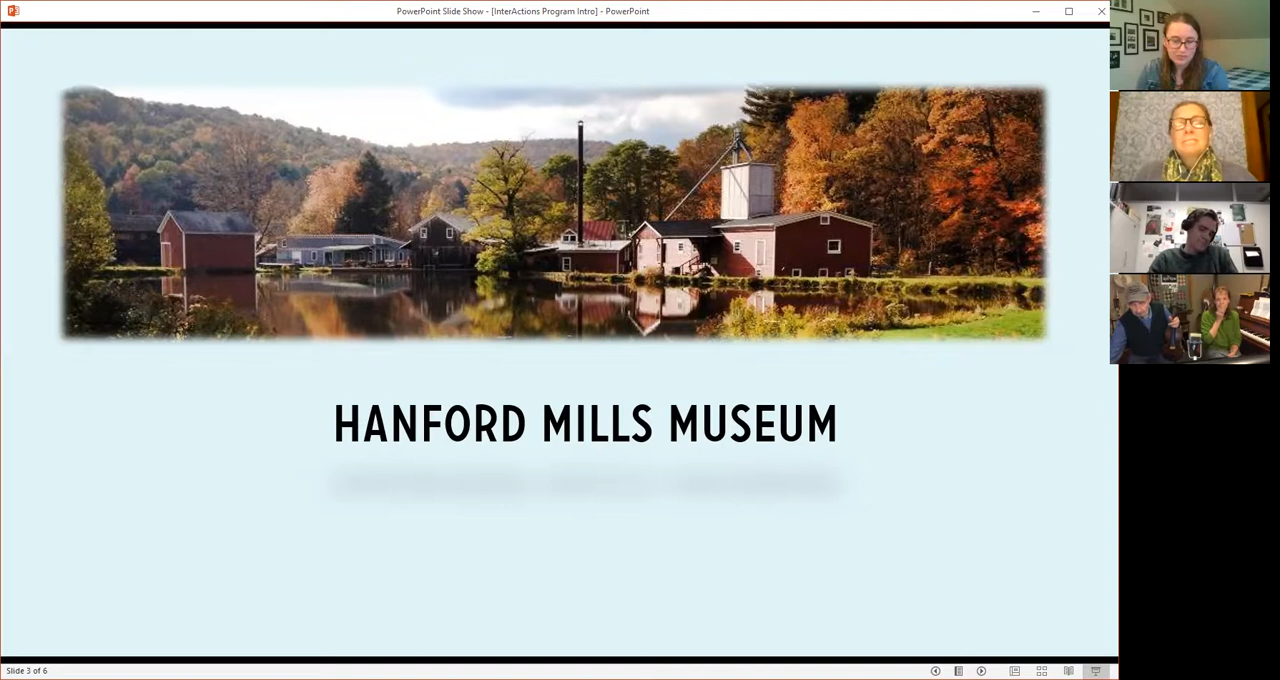 PowerPoint Slide Show - [InterActions Program Intro] - PowerPoint
HANFORD MILLS MUSEUM
Slide 3 of 6